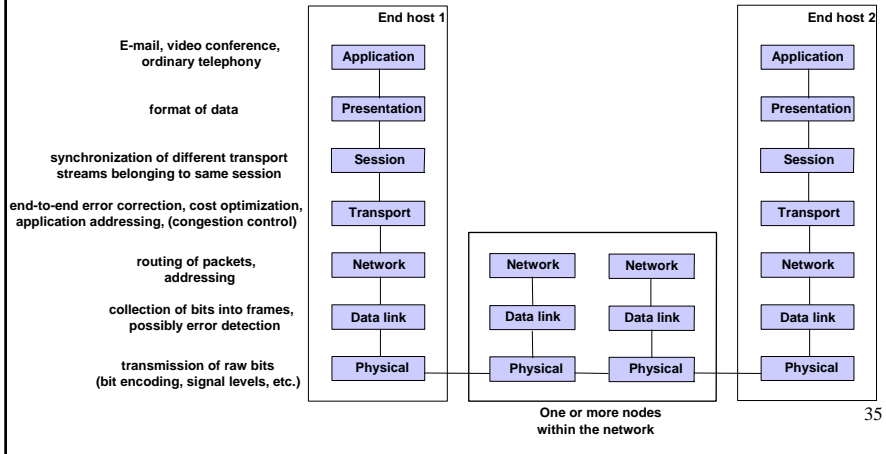 End host 1
End host 2
E-mail, video conference,
ordinary telephony
Application
Application
format of data
Presentation
Presentation
synchronization of different transport
streams belonging to same session
Session
Session
end-to-end error correction, cost optimization,
application addressing, (congestion control)
Transport
Transport
routing of packets,
addressing
Network
Network
Network
Network
collection of bits into frames,
possibly error detection
Data link
Data link
Data link
Data link
transmission of raw bits
(bit encoding, signal levels, etc.)
Physical
Physical
Physical
Physical
One or more nodes
within the network
35